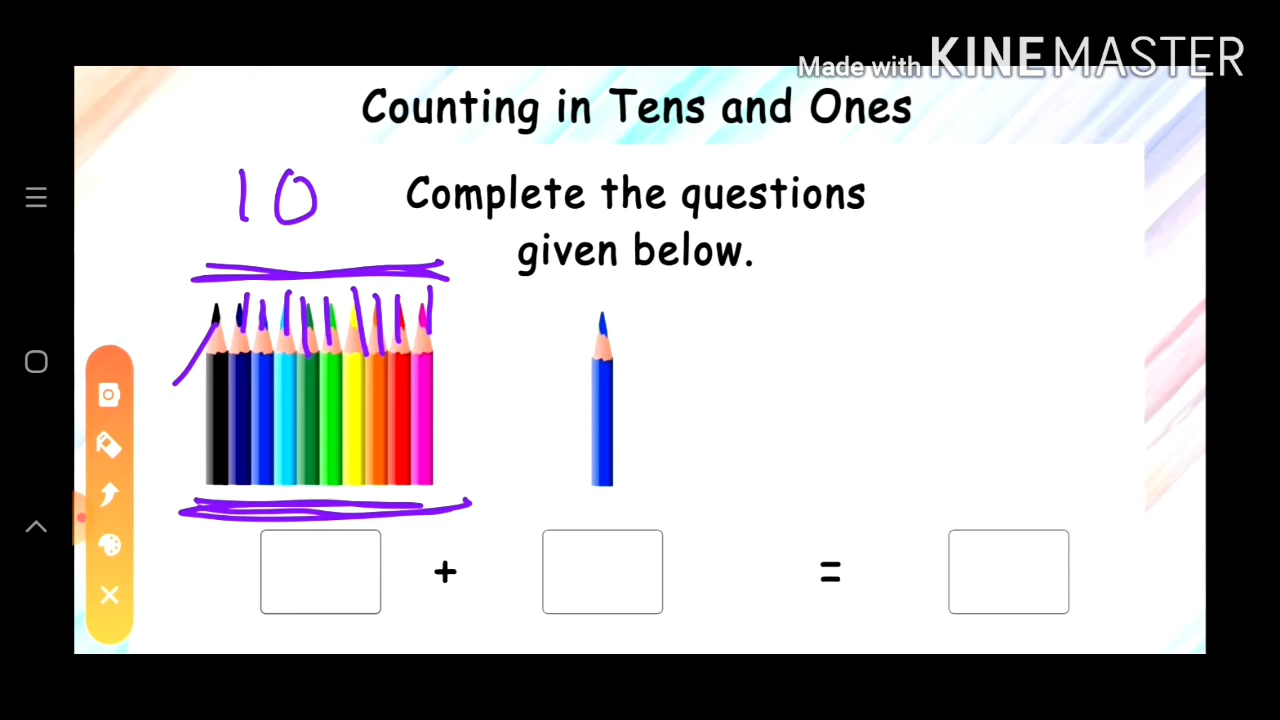 Made with KINEMASTER
Counting in Tens and Ones
10
Complete the questions
given below.
+ =